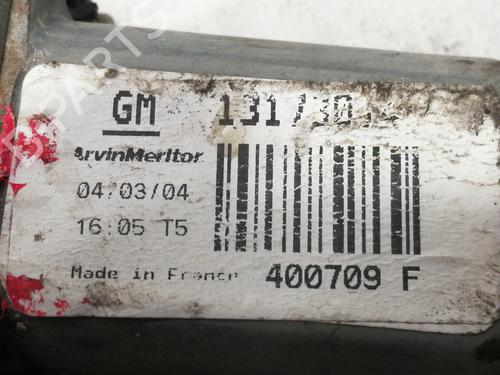 GM
ArvinMeritor
04/03/04
16:05 T5
Made in France
400709 F